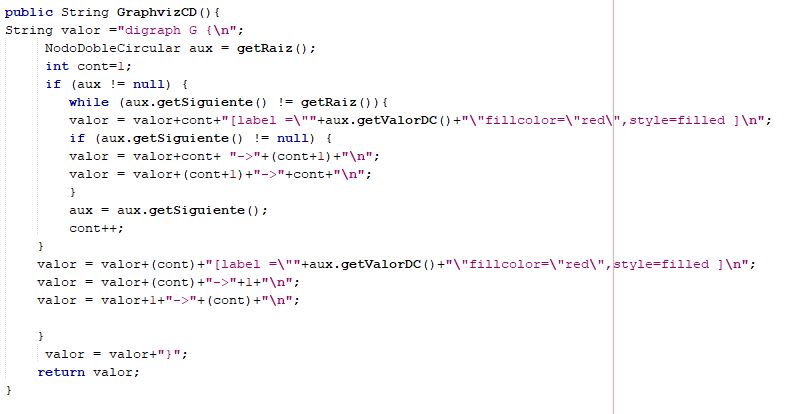 public String GraphvizCD(){
String valor ="digraph G {\n";
NodoDobleCircular aux = getRaiz();
int cont=1;
if (aux != null) {
while (aux.getSiguiente() != getRaiz()){
valor = valor+cont+"[label =\""+aux.getValorDC()+"\"fillcolor=\"red\",style=filled ]\n";
if (aux.getSiguiente() != null) {
valor = valor+cont+ "->"+(cont+1)+"\n";
valor = valor+(cont+1)+"->"+cont+"\n";
}
aux = aux.getSiguiente();
cont++;
}
valor = valor+(cont)+"[label =\""+aux.getValorDC()+"\"fillcolor=\"red\",style=filled ]\n";
valor = valor+(cont)+"->"+1+"\n";
valor = valor+1+"->"+(cont)+"\n";
}
valor = valor+"}";
return valor;
}